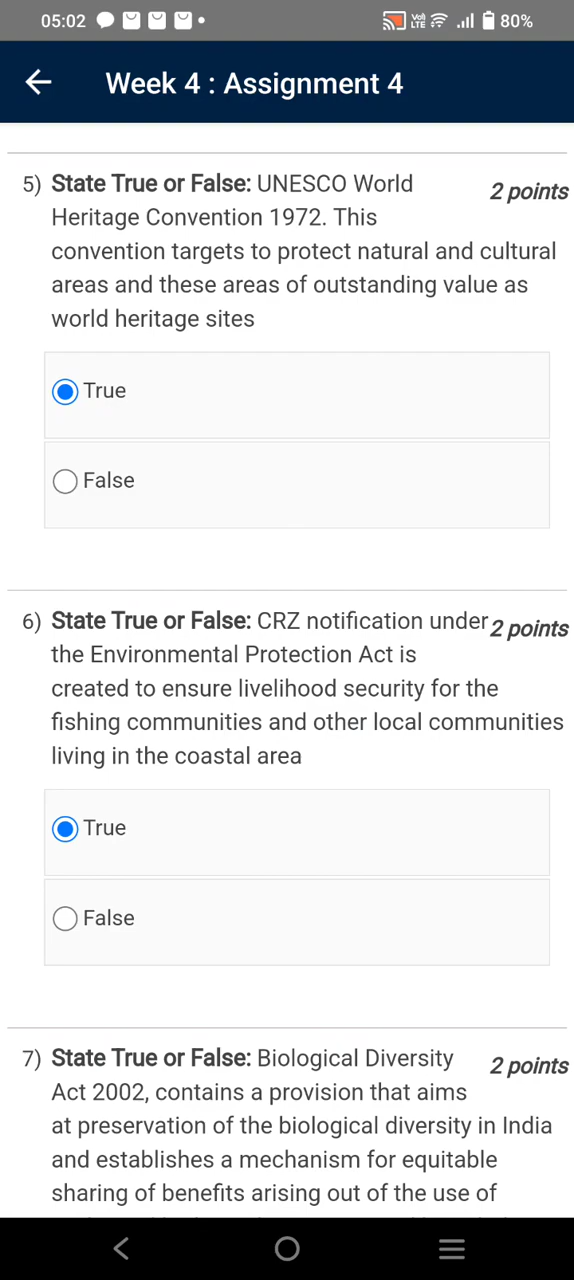 05:02
Vo) LTE 80%
Week 4 : Assignment 4
5) State True or False: UNESCO World 2 points
Heritage Convention 1972. This
convention targets to protect natural and cultural
areas and these areas of outstanding value as
world heritage sites
True
False
6) State True or False: CRZ notification under 2 points
the Environmental Protection Act is
created to ensure livelihood security for the
fishing communities and other local communities
living in the coastal area
True
False
7) State True or False: Biological Diversity 2 points
Act 2002, contains a provision that aims
at preservation of the biological diversity in India
and establishes a mechanism for equitable
sharing of benefits arising out of the use of